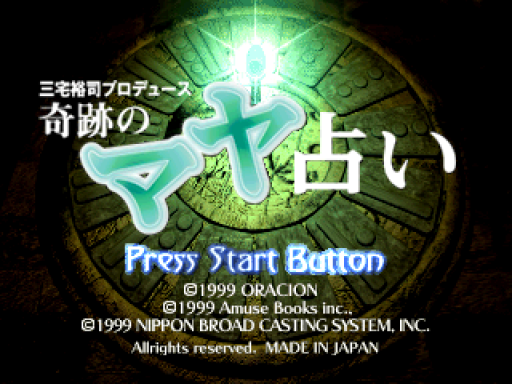 三宅裕司プロデュース
奇跡の
マヤ占い
Press Start Button
©1999 ORACION
©1999 Amuse Books inc..
©1999 NIPPON BROAD CASTING SYSTEM, INC.
Allrights reserved. MADE IN JAPAN